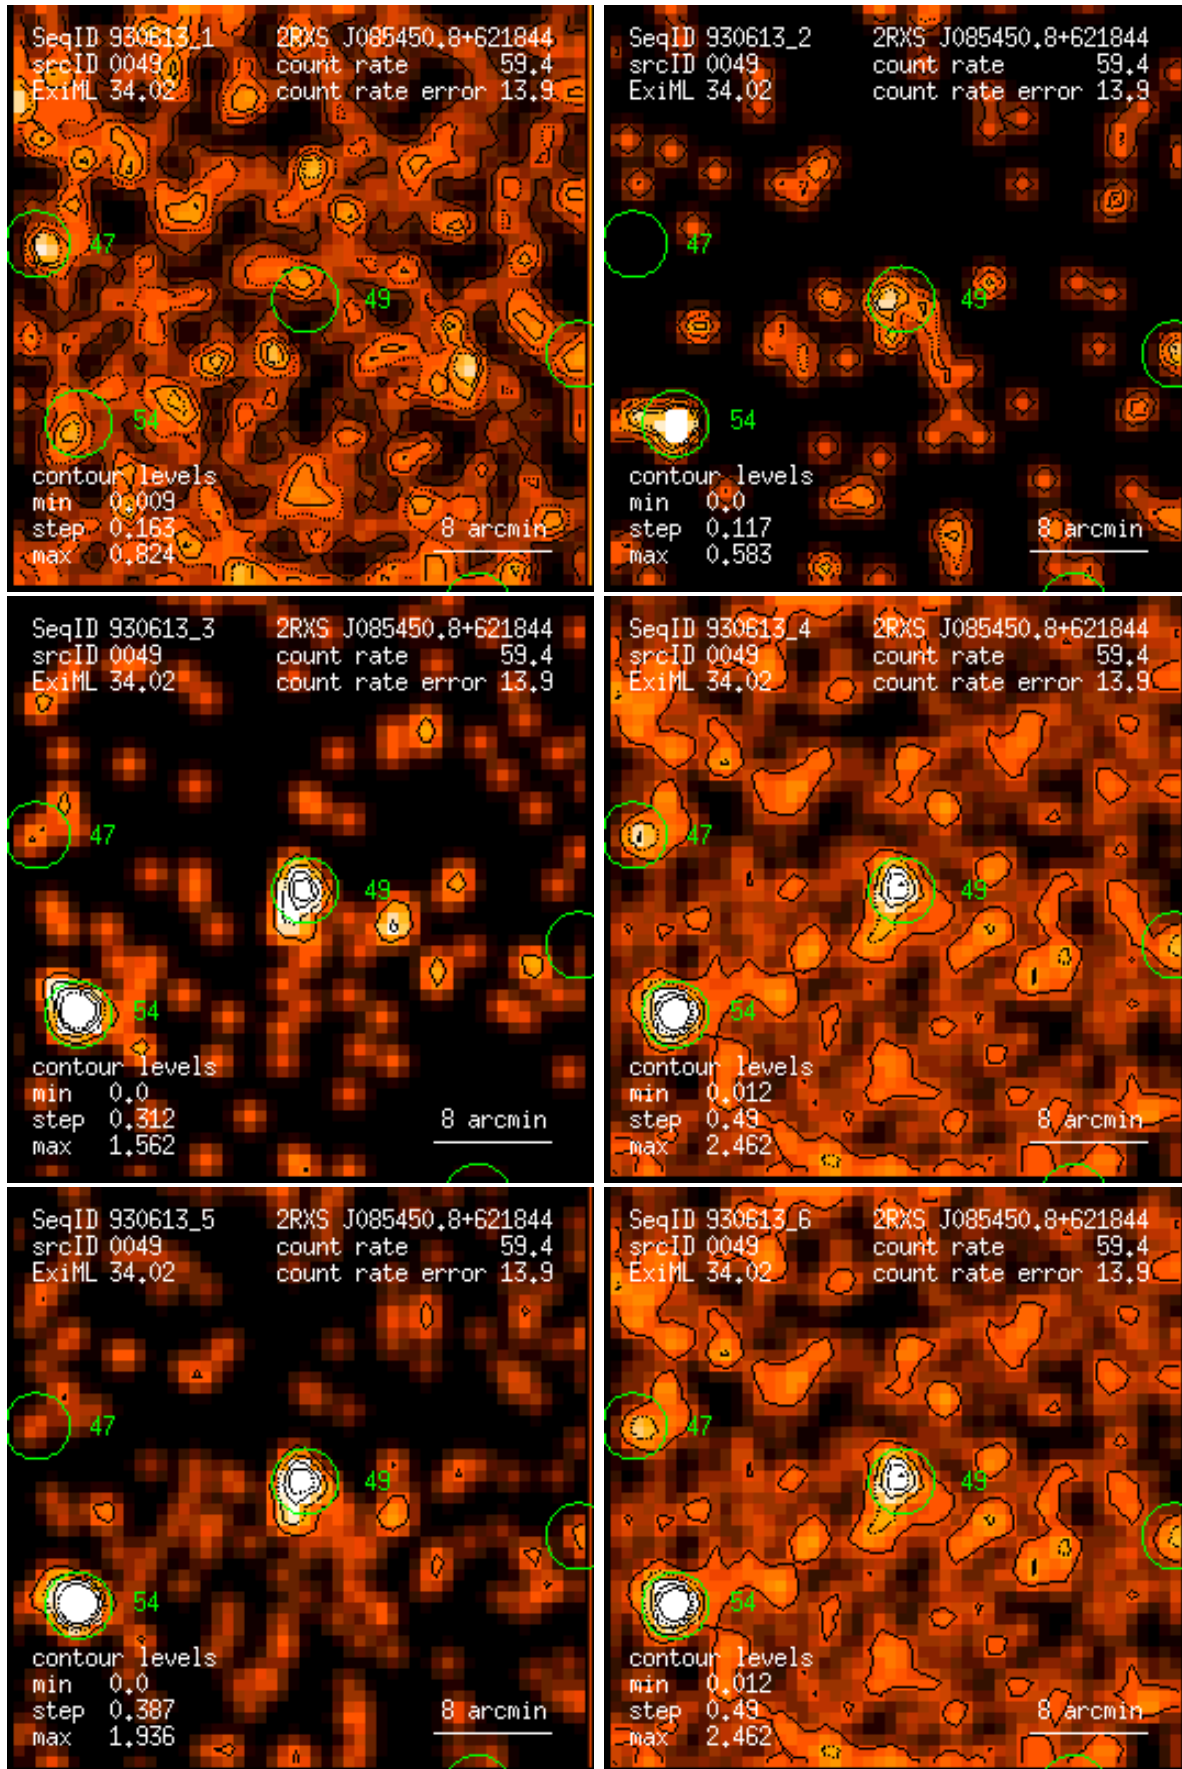 SeqID 930613_1 2RXS J085450.8+621844
srcID 0049 count rate 59.4
ExiML 34.02 count rate error 13.9
47
49
54
contour levels
min 0.009
step 0.163 8 arcmin
max 0.824
SeqID 930613_2 2RXS J085450.8+621844
srcID 0049 count rate 59.4
ExiML 34.02 count rate error 13.9
47
49
54
contour levels
min 0.0
step 0.117 8 arcmin
max 0.583
SeqID 930613_3 2RXS J085450.8+621844
srcID 0049 count rate 59.4
ExiML 34.02 count rate error 13.9
47
49
54
contour levels
min 0.0
step 0.312 8 arcmin
max 1.562
SeqID 930613_4 2RXS J085450.8+621844
srcID 0049 count rate 59.4
ExiML 34.02 count rate error 13.9
47
49
54
contour levels
min 0.012
step 0.49 8 arcmin
max 2.462
SeqID 930613_5 2RXS J085450.8+621844
srcID 0049 count rate 59.4
ExiML 34.02 count rate error 13.9
47
49
54
contour levels
min 0.0
step 0.387 8 arcmin
max 1.936
SeqID 930613_6 2RXS J085450.8+621844
srcID 0049 count rate 59.4
ExiML 34.02 count rate error 13.9
47
49
54
contour levels
min 0.012
step 0.49 8 arcmin
max 2.462